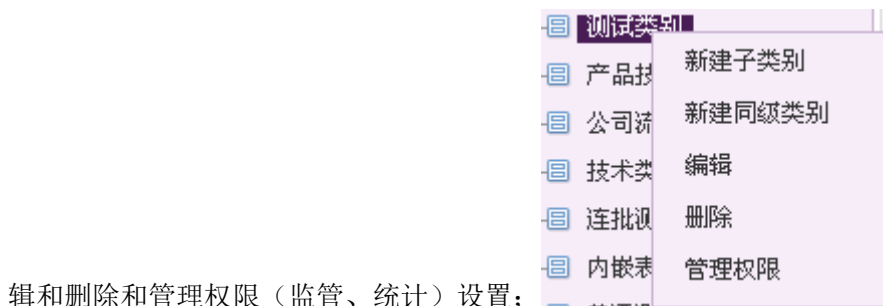 测试类别
产品技
公司流
技术类
连批测
内嵌表
新建子类别
新建同级类别
编辑
删除
管理权限
辑和删除和管理权限（监管、统计）设置；